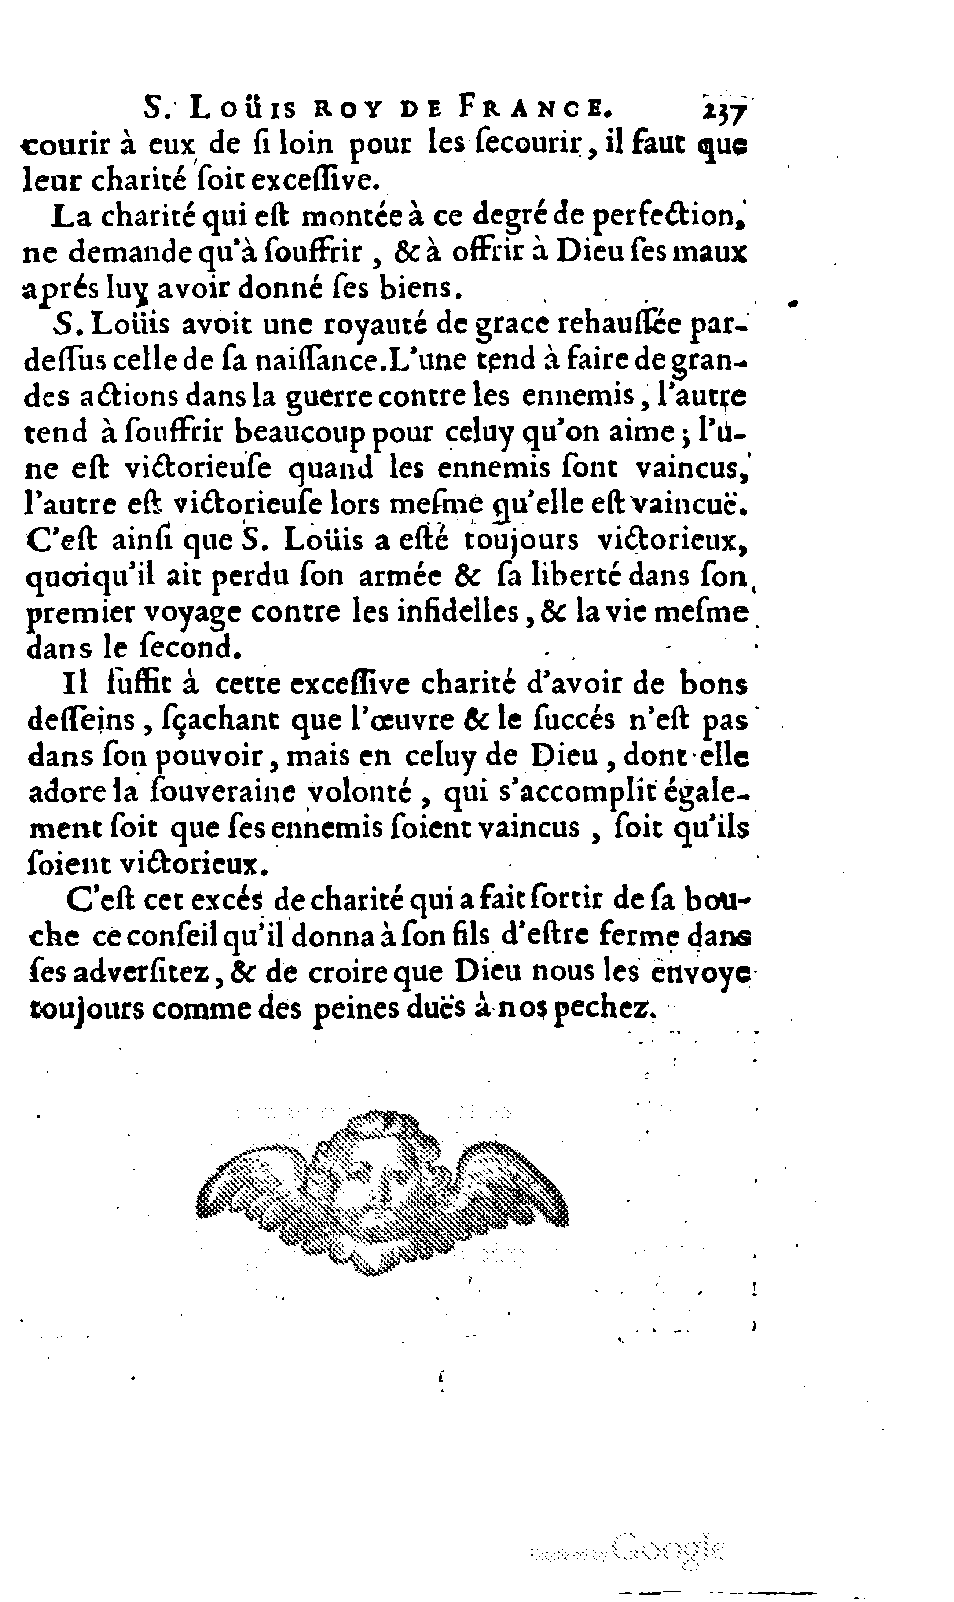 S. Loüis roy de France. 237
courir à eux de ſi loin pour les ſecourir, il faut que
leur charité ſoit exceſſive.
La charité qui eſt montée à ce degré de perfection,
ne demande qu'à ſouffrir, & à offrir à Dieu ſes maux
aprés luy avoir donné ſes biens.
S. Loüis avoit une royauté de grace rehauſſée par-
deſſus celle de ſa naiſſance. L'une tend à faire de gran-
des actions dans la guerre contre les ennemis, l'autre
tend à ſouffrir beaucoup pour celuy qu'on aime; l'u-
ne eſt victorieuſe quand les ennemis ſont vaincus,
l'autre eſt victorieuſe lors meſme qu'elle eſt vaincuë.
C'eſt ainſi que S. Loüis a eſté toujours victorieux,
quoiqu'il ait perdu ſon armée & ſa liberté dans ſon
premier voyage contre les infidelles, & la vie meſme
dans le ſecond.
Il ſuffit à cette exceſſive charité d'avoir de bons
deſſeins, ſçachant que l'œuvre & le ſuccés n'eſt pas
dans ſon pouvoir, mais en celuy de Dieu, dont elle
adore la ſouveraine volonté, qui s'accomplit égale-
ment ſoit que ſes ennemis ſoient vaincus, ſoit qu'ils
ſoient victorieux.
C'eſt cet excés de charité qui a fait ſortir de ſa bou-
che ce conſeil qu'il donna à ſon fils d'eſtre ferme dans
ſes adverſitez, & de croire que Dieu nous les envoye
toujours comme des peines duës à nos pechez.
Google